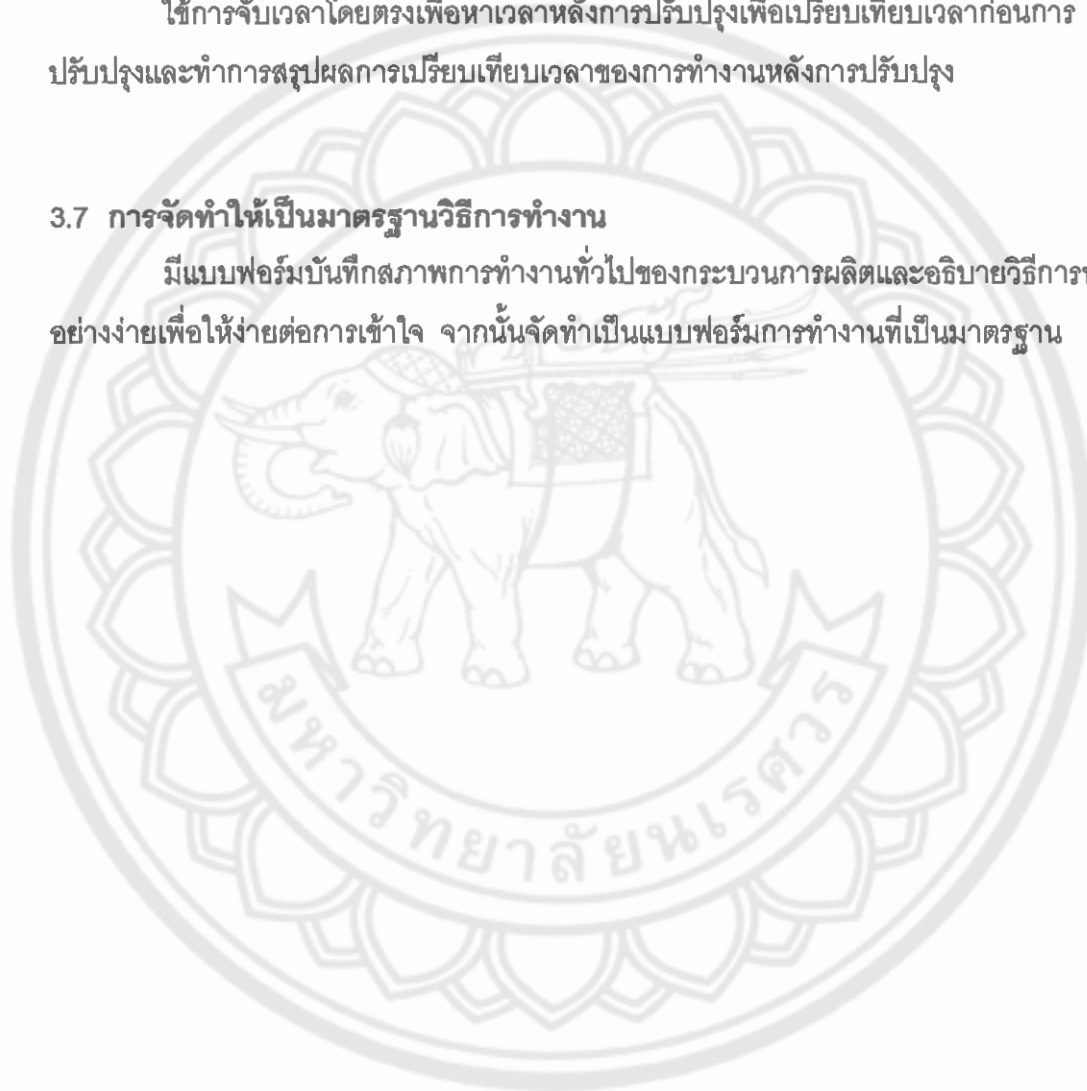 ใช้การจับเวลาโดยตรงเพื่อหาเวลาหลังการปรับปรุงเพื่อเปรียบเทียบเวลาก่อนการ
ปรับปรุงและทำการสรุปผลการเปรียบเทียบเวลาของการทำงานหลังการปรับปรุง
3.7 การจัดทำให้เป็นมาตรฐานวิธีการทำงาน
มีแบบฟอร์มบันทึกสภาพการทำงานทั่วไปของกระบวนการผลิตและอธิบายวิธีการ
อย่างง่ายเพื่อให้ง่ายต่อการเข้าใจ จากนั้นจัดทำเป็นแบบฟอร์มการทำงานที่เป็นมาตรฐาน
มหาวิทยาลัยนเรศวร